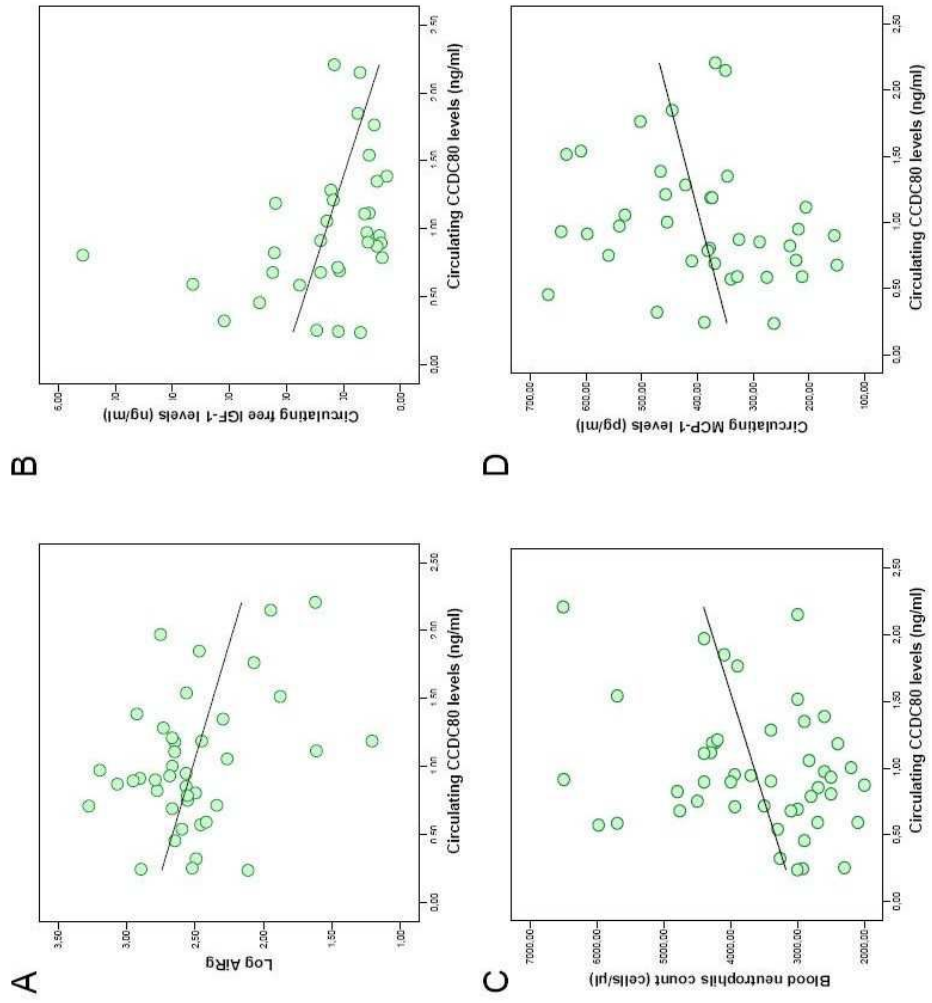 A
Log AiRg
3.50
3.00
2.50
2.00
1.50
1.00
0.00 0.50 1.00 1.50 2.00 2.50
Circulating CCDC80 levels (ng/ml)
B
Circulating free IGF-1 levels (ng/ml)
6.00
0.00
0.00 0.50 1.00 1.50 2.00 2.50
Circulating CCDC80 levels (ng/ml)
C
Blood neutrophils count (cells/µl)
7000.00
6000.00
5000.00
4000.00
3000.00
2000.00
0.00 0.50 1.00 1.50 2.00 2.50
Circulating CCDC80 levels (ng/ml)
D
Circulating MCP-1 levels (pg/ml)
700.00
600.00
500.00
400.00
300.00
200.00
100.00
0.00 0.50 1.00 1.50 2.00 2.50
Circulating CCDC80 levels (ng/ml)